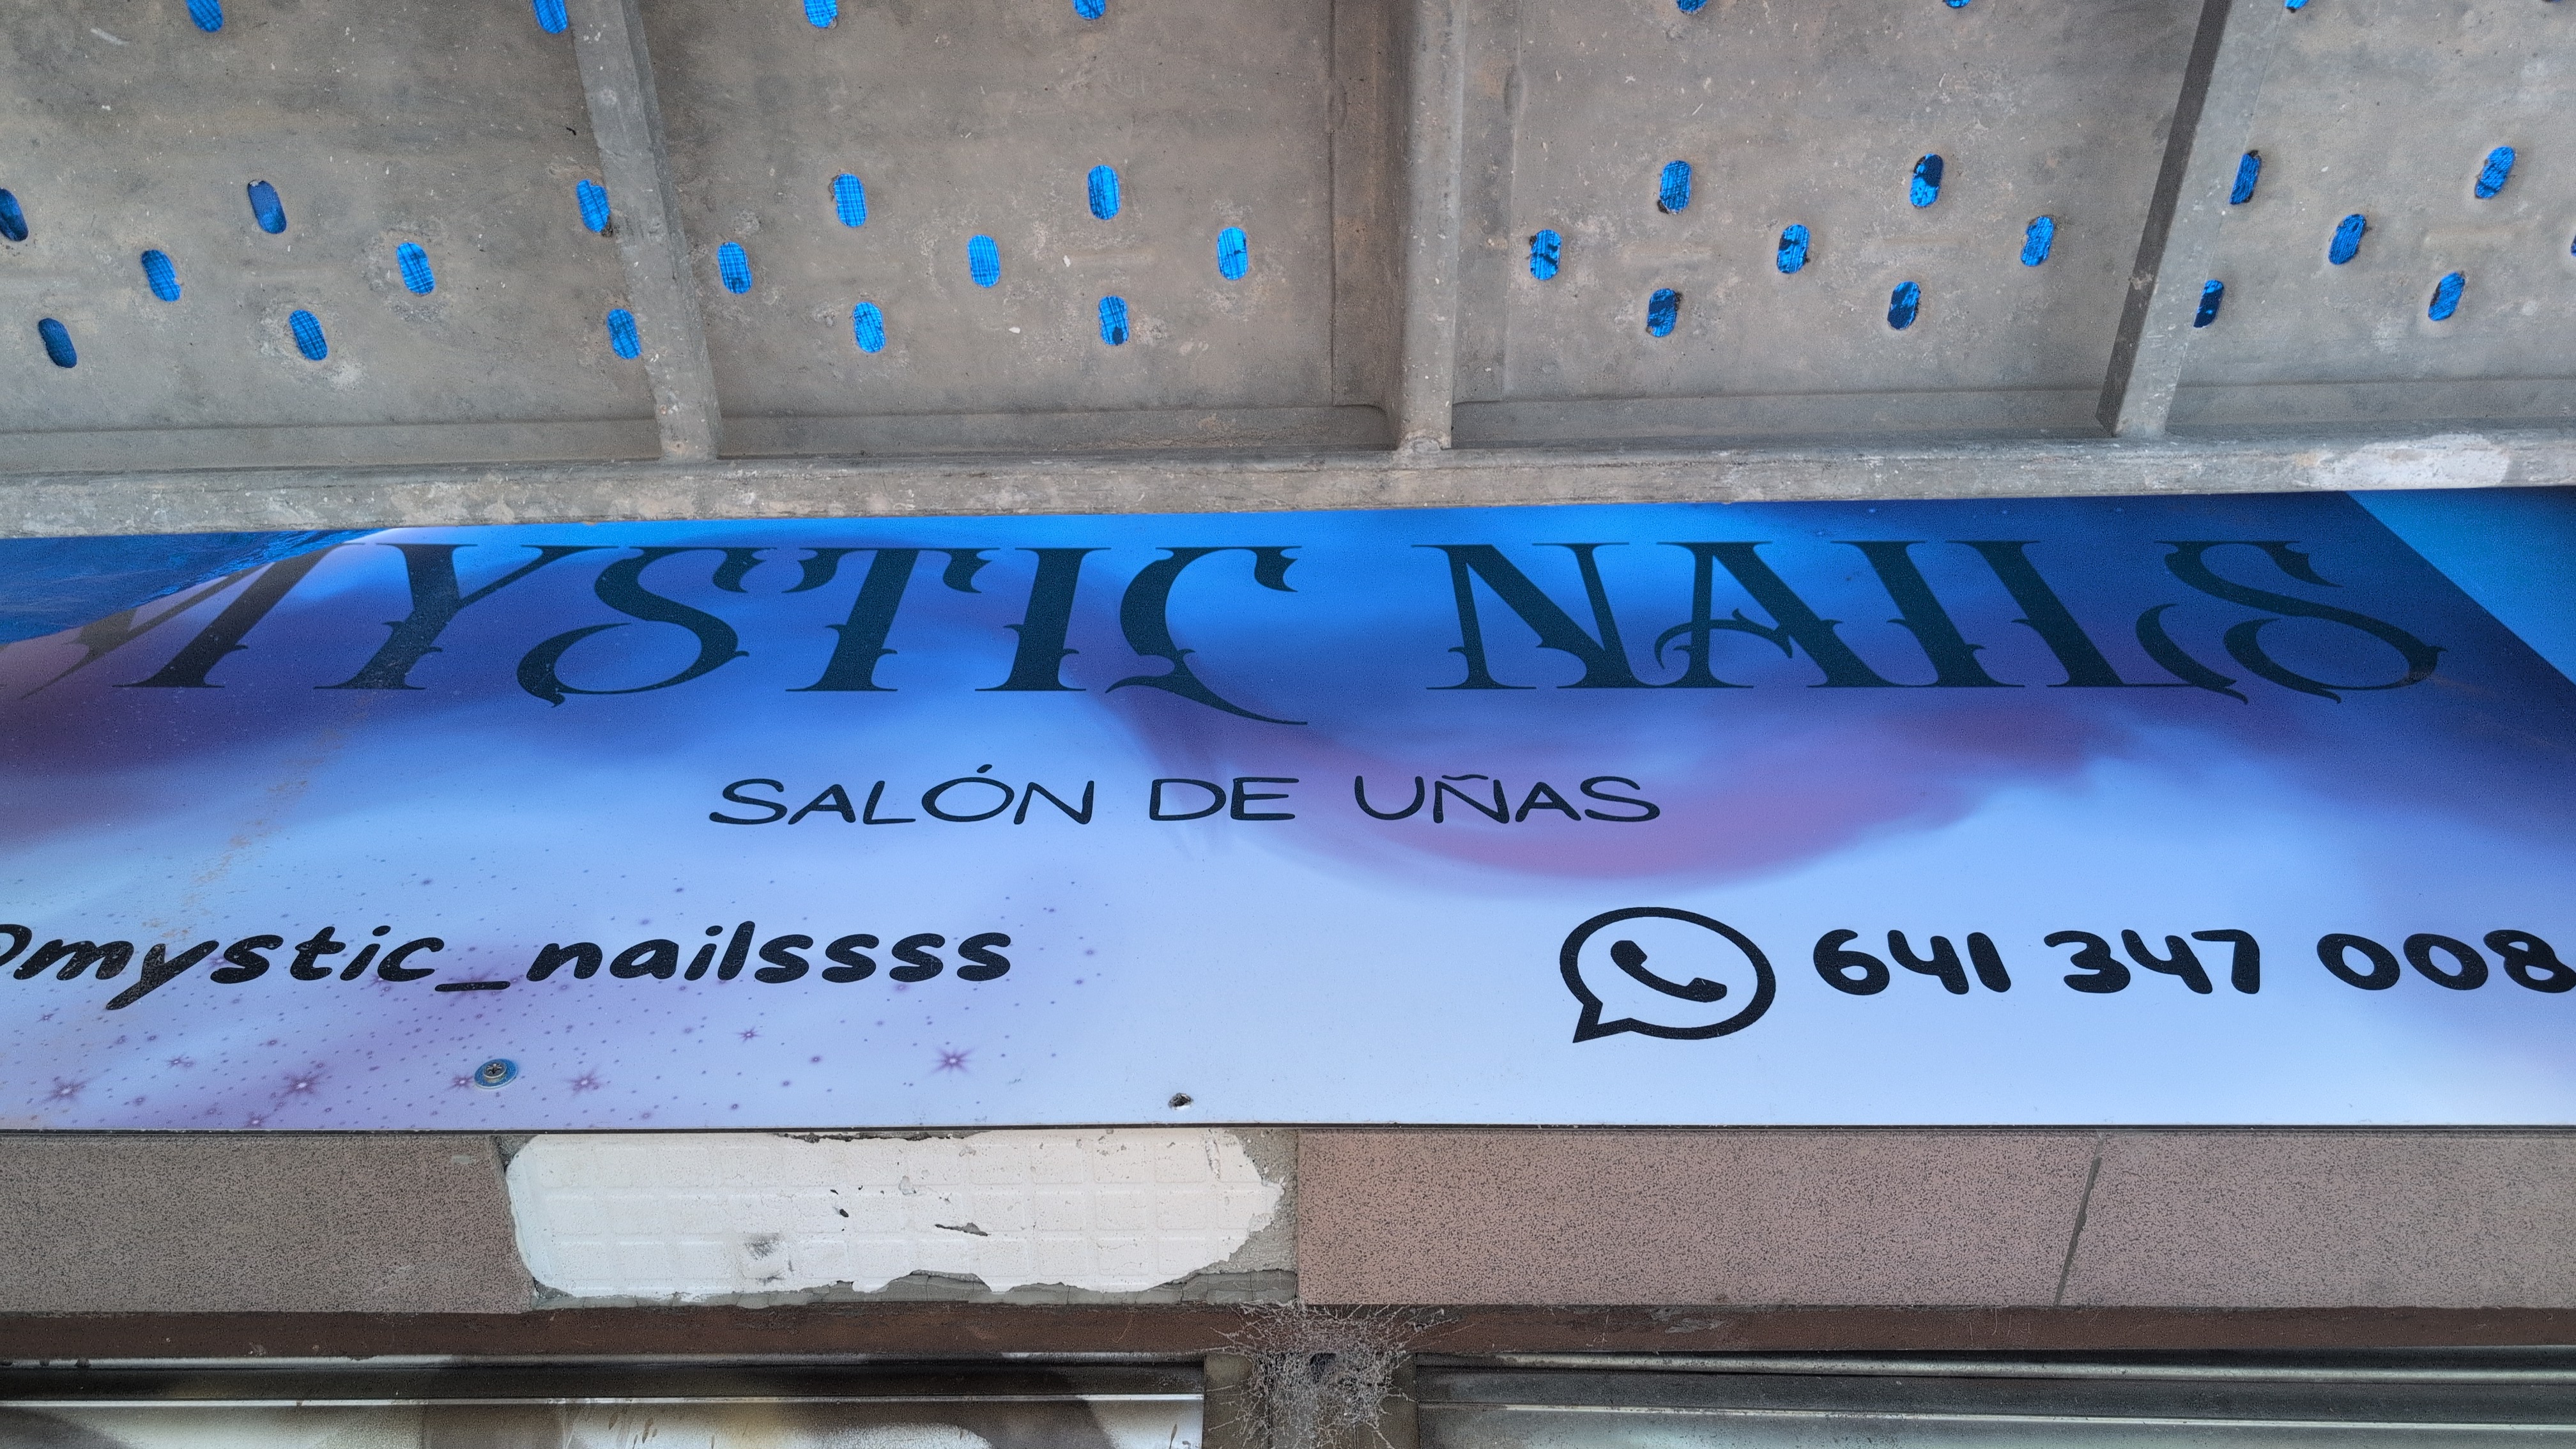 MYSTIC NAILS
SALÓN DE UÑAS
@mystic_nailssss
641 347 008